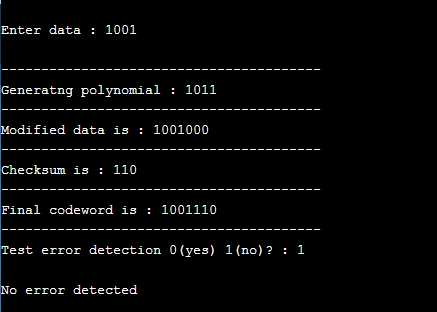 Enter data : 1001
----------------------------------------
Generatng polynomial : 1011
----------------------------------------
Modified data is : 1001000
----------------------------------------
Checksum is : 110
----------------------------------------
Final codeword is : 1001110
----------------------------------------
Test error detection 0(yes) 1(no)? : 1
No error detected